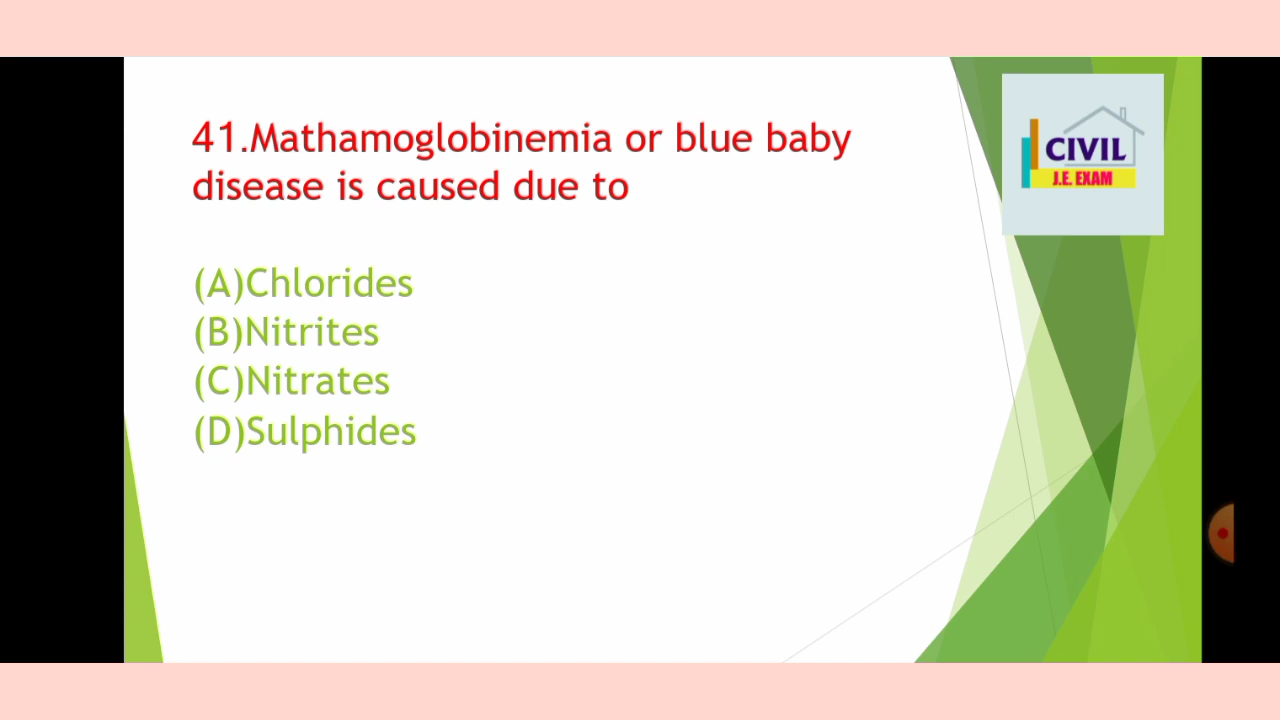 41.Mathamoglobinemia or blue baby
disease is caused due to
(A)Chlorides
(B)Nitrites
(C)Nitrates
(D)Sulphides
CIVIL
J.E. EXAM